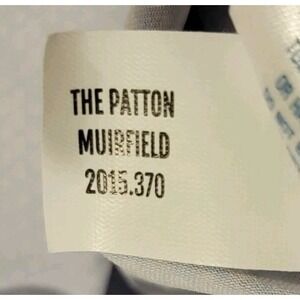 THE PATTON
MUIRFIELD
2015.370